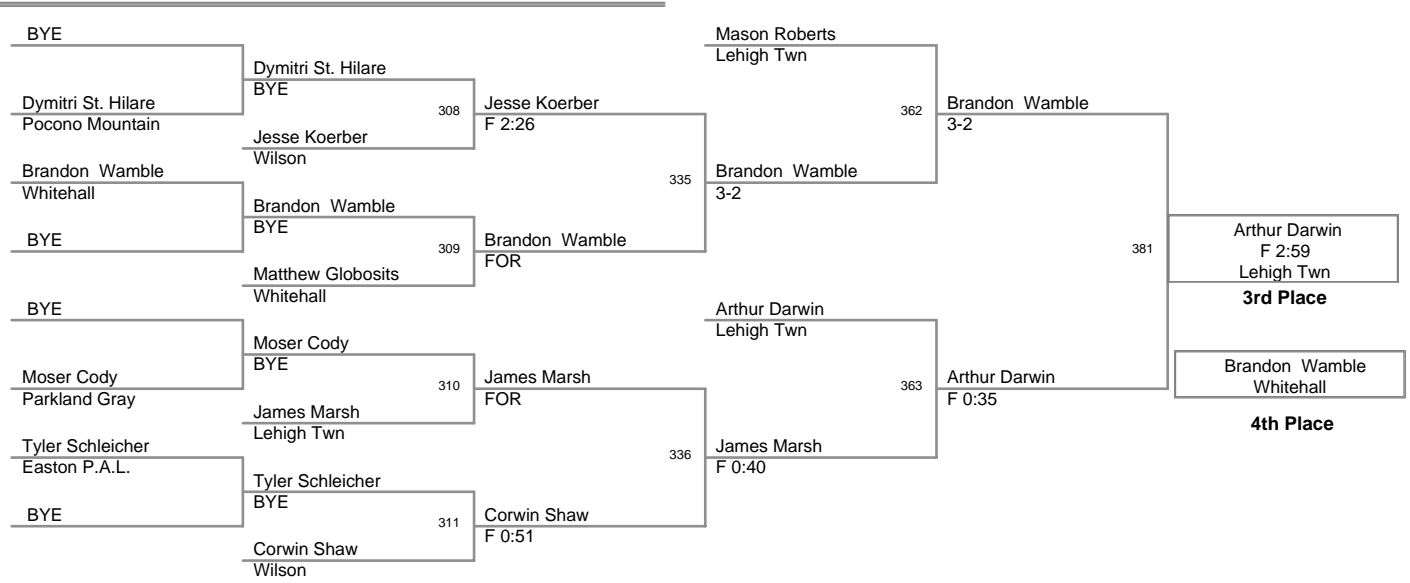 BYE
Dymitri St. Hilare
Pocono Mountain
Brandon Wamble
Whitehall
BYE
BYE
Moser Cody
Parkland Gray
Tyler Schleicher
Easton P.A.L.
BYE
Dymitri St. Hilare
BYE
308
Jesse Koerber
Wilson
Brandon Wamble
BYE
309
Matthew Globosits
Whitehall
Moser Cody
BYE
310
James Marsh
Lehigh Twn
Tyler Schleicher
BYE
311
Corwin Shaw
Wilson
Jesse Koerber
F 2:26
335
Brandon Wamble
FOR
James Marsh
FOR
336
Corwin Shaw
F 0:51
Mason Roberts
Lehigh Twn
362
Brandon Wamble
3-2
Arthur Darwin
Lehigh Twn
363
James Marsh
F 0:40
Brandon Wamble
3-2
381
Arthur Darwin
F 0:35
Arthur Darwin
F 2:59
Lehigh Twn
3rd Place
Brandon Wamble
Whitehall
4th Place